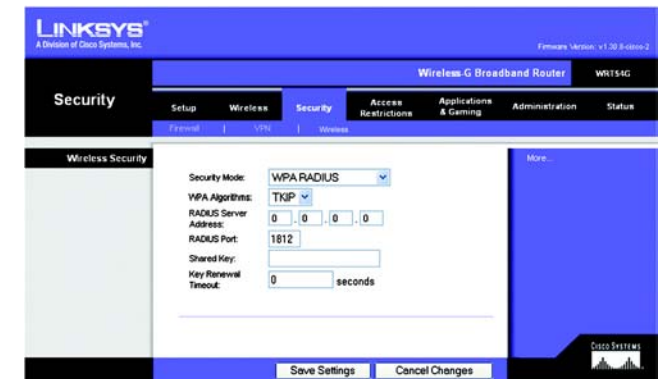 LINKSYS®
A Division of Cisco Systems, Inc.
Firmware Version: v1.30.8-cisco-2
Wireless-G Broadband Router WRT54G
Security
Setup Wireless Security Access Restrictions Applications & Gaming Administration Status
Firewall | VPN | Wireless
Wireless Security
More...
Security Mode: WPA RADIUS
WPA Algorithms: TKIP
RADIUS Server Address: 0 . 0 . 0 . 0
RADIUS Port: 1812
Shared Key:
Key Renewal Timeout: 0 seconds
Save Settings Cancel Changes
CISCO SYSTEMS